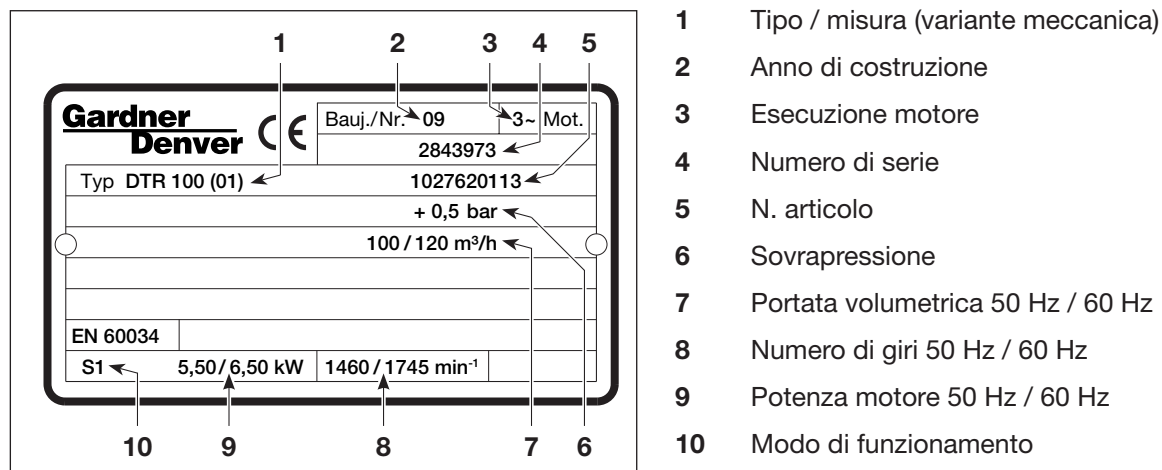 1 2 3 4 5
Gardner
Denver
CE
Bauj./Nr. 09
3~ Mot.
2843973
Typ DTR 100 (01)
1027620113
+ 0,5 bar
100 / 120 m³/h
EN 60034
S1
5,50 / 6,50 kW
1460 / 1745 min-1
10 9 8 7 6
1 Tipo / misura (variante meccanica)
2 Anno di costruzione
3 Esecuzione motore
4 Numero di serie
5 N. articolo
6 Sovrapressione
7 Portata volumetrica 50 Hz / 60 Hz
8 Numero di giri 50 Hz / 60 Hz
9 Potenza motore 50 Hz / 60 Hz
10 Modo di funzionamento